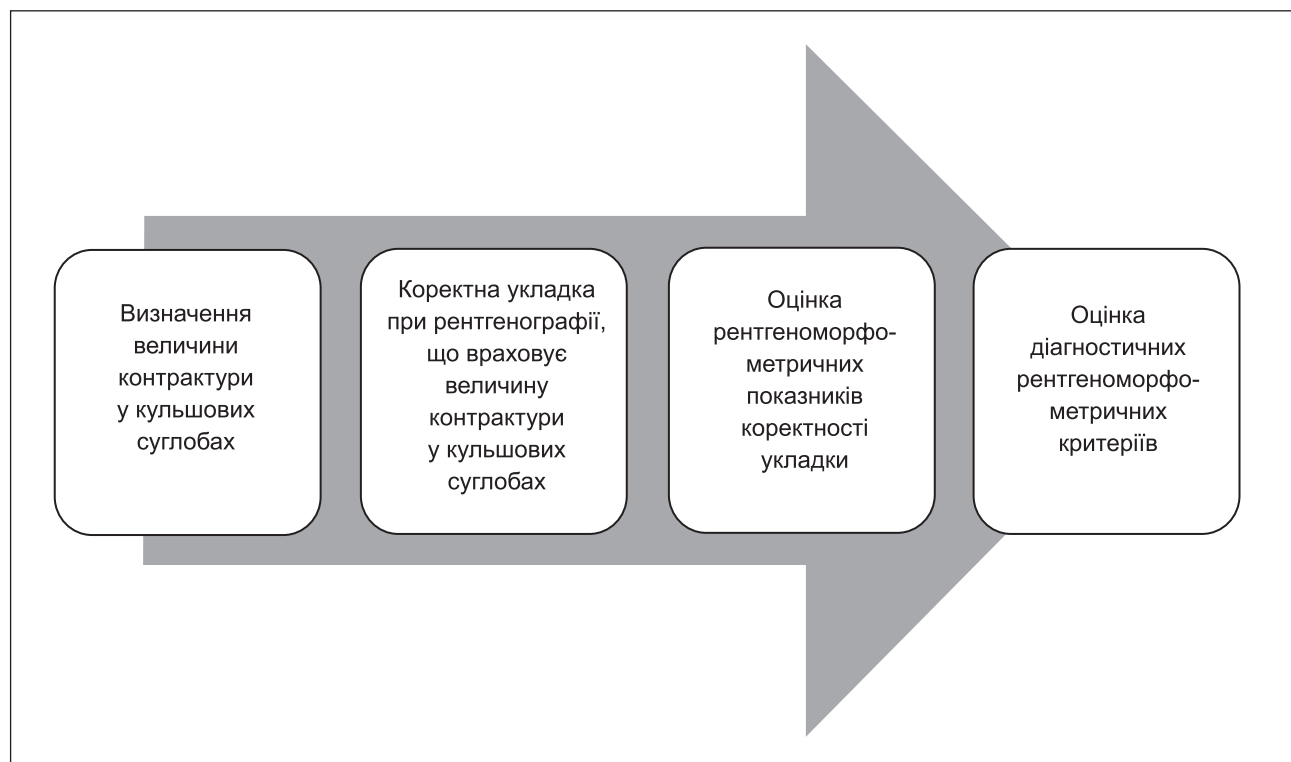 Визначення
величини
контрактури
у кульшових
суглобах
Коректна укладка
при рентгенографії,
що враховує
величину
контрактури
у кульшових
суглобах
Оцінка
рентгеноморфо-
метричних
показників
коректності
укладки
Оцінка
діагностичних
рентгеноморфо-
метричних
критеріїв